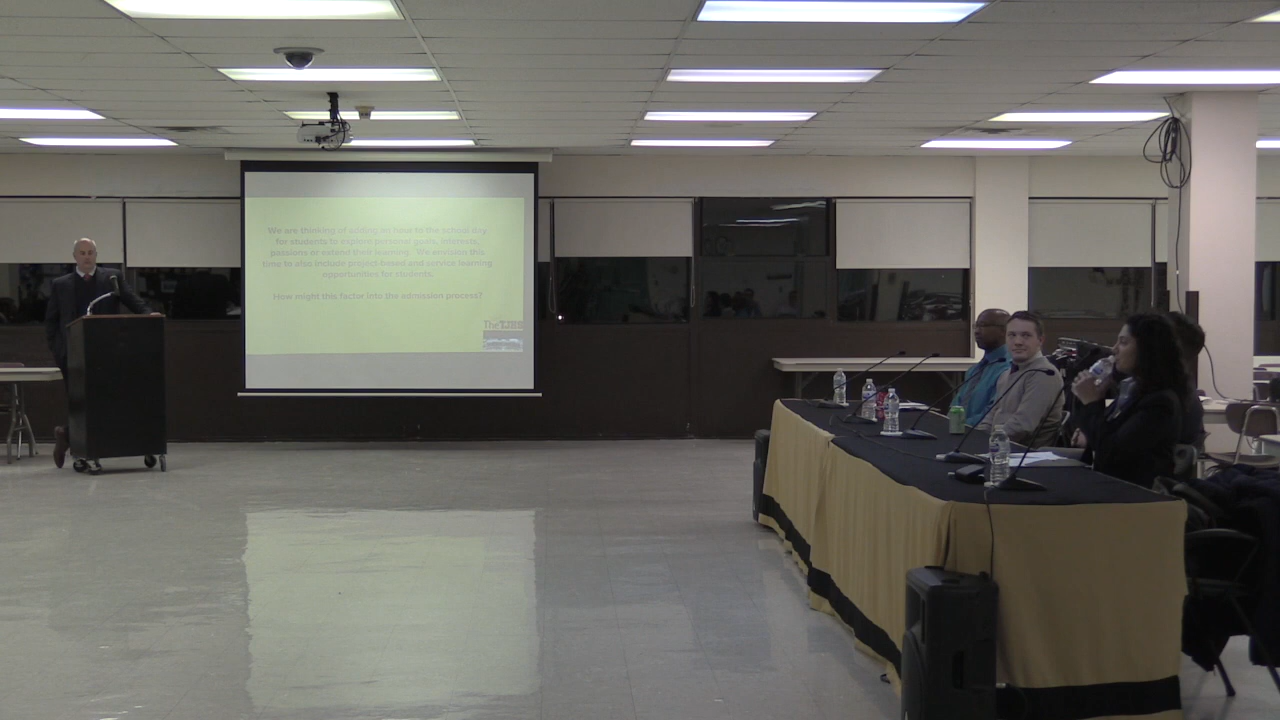 We are thinking of adding an hour to the school day
for students to explore personal goals, interests,
passions or extend their learning. We envision this
time to also include project-based and service learning
opportunities for students.
How might this factor into the admission process?
The